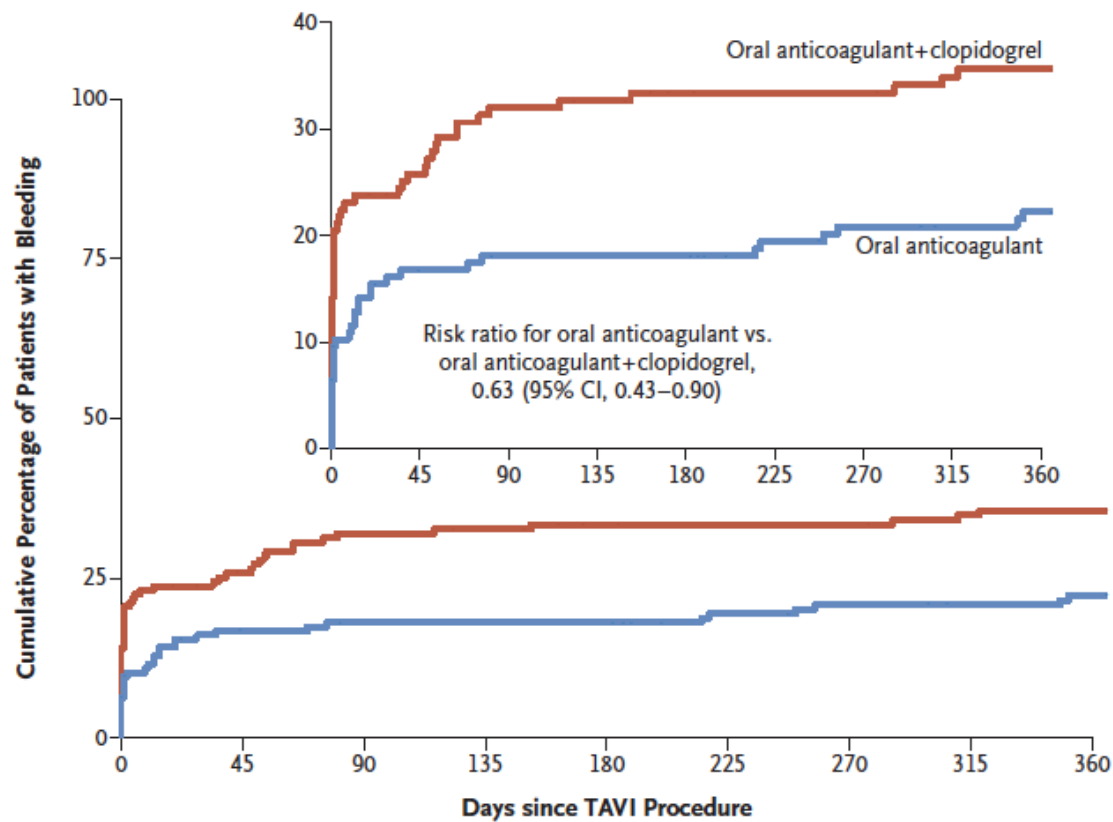 Cumulative Percentage of Patients with Bleeding
100
75
50
25
0
40
30
20
10
0
Oral anticoagulant+clopidogrel
Oral anticoagulant
Risk ratio for oral anticoagulant vs.
oral anticoagulant+clopidogrel,
0.63 (95% CI, 0.43–0.90)
0 45 90 135 180 225 270 315 360
0 45 90 135 180 225 270 315 360
Days since TAVI Procedure